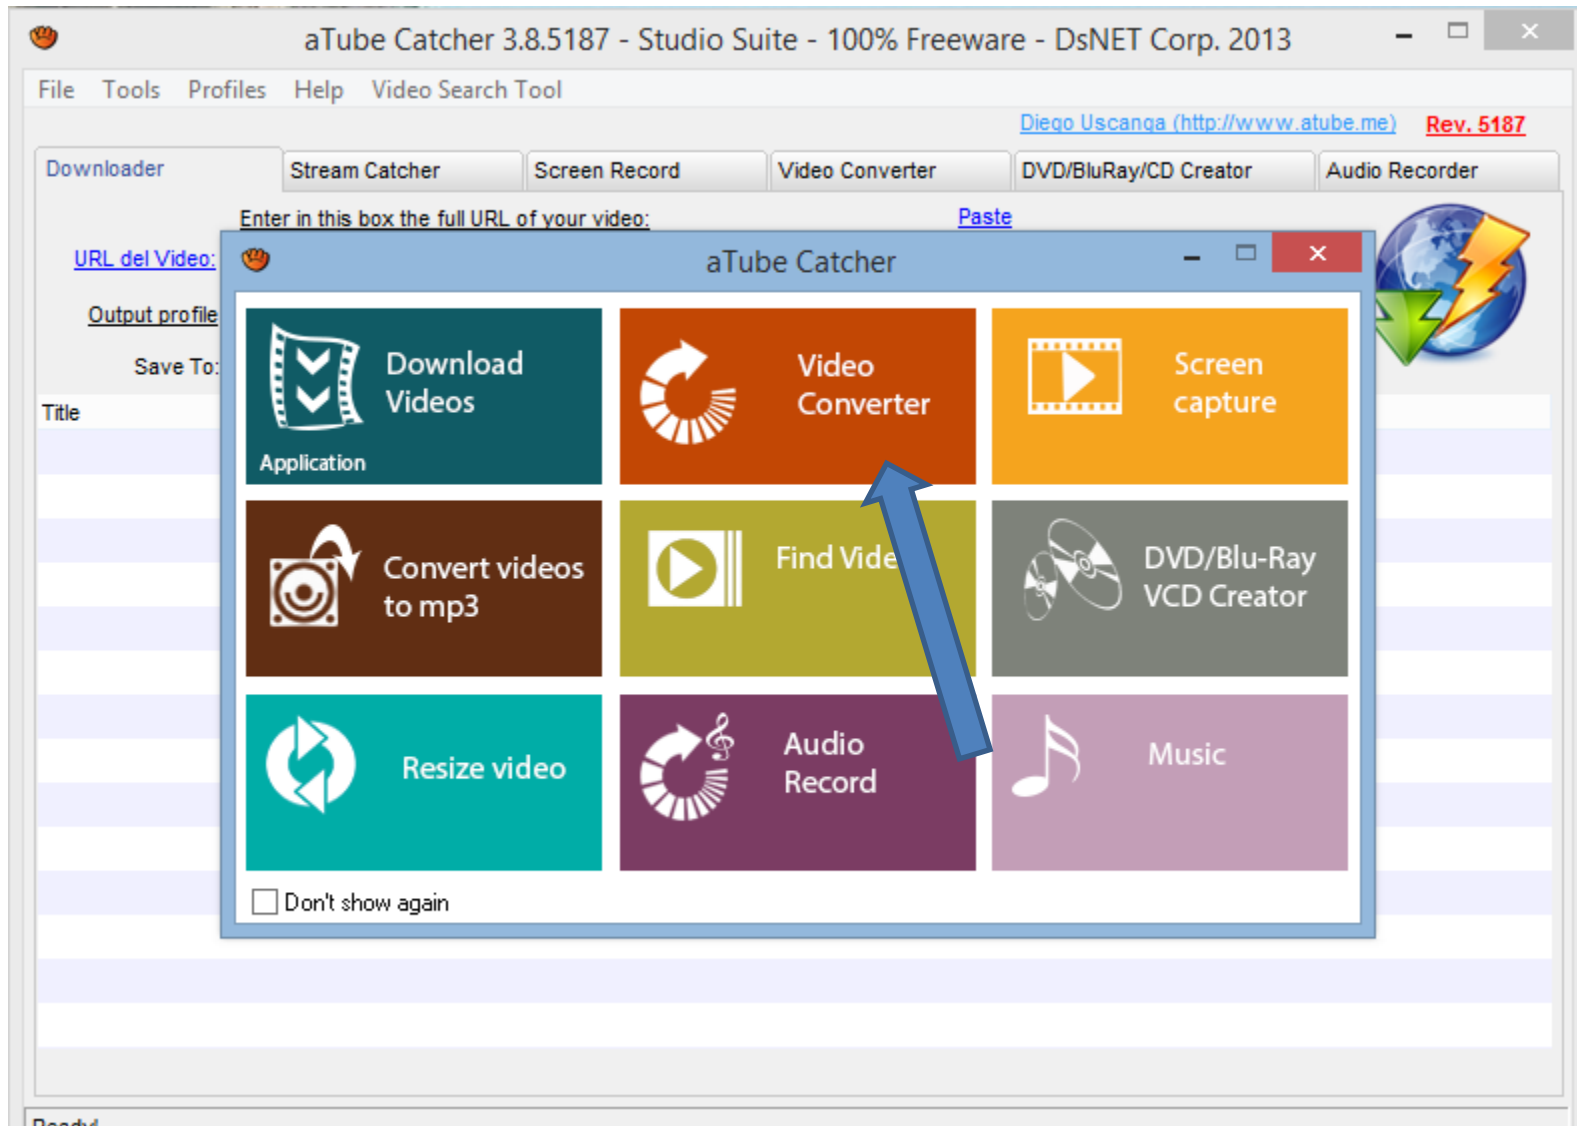 aTube Catcher 3.8.5187 - Studio Suite - 100% Freeware - DsNET Corp. 2013
File Tools Profiles Help Video Search Tool
Diego Uscanga (http://www.atube.me) Rev. 5187
Downloader Stream Catcher Screen Record Video Converter DVD/BluRay/CD Creator Audio Recorder
Enter in this box the full URL of your video: Paste
URL del Video:
aTube Catcher
Output profile
Save To:
Title
Download
Videos
Application
Video
Converter
Screen
capture
Convert videos
to mp3
Find Vide
DVD/Blu-Ray
VCD Creator
Resize video
Audio
Record
Music
Don't show again